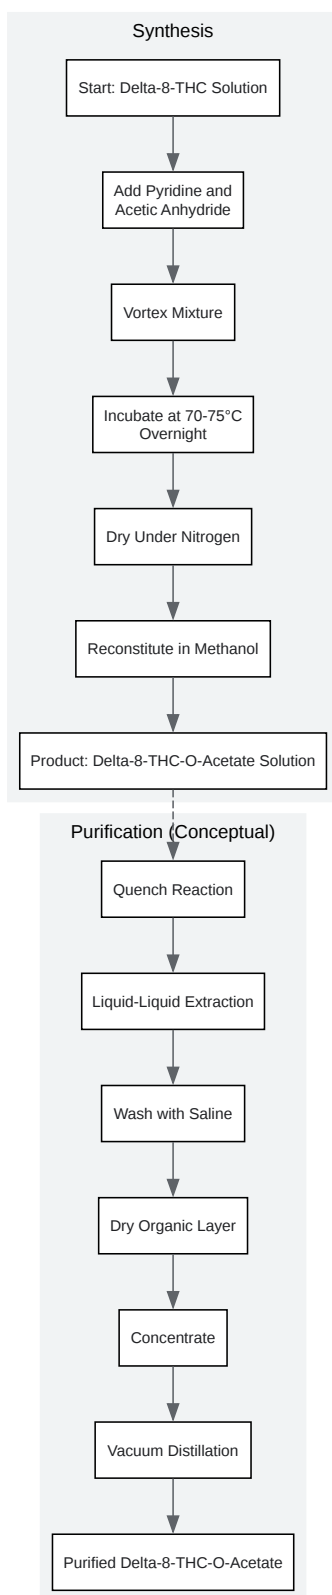 Synthesis
Start: Delta-8-THC Solution
Add Pyridine and
Acetic Anhydride
Vortex Mixture
Incubate at 70-75°C
Overnight
Dry Under Nitrogen
Reconstitute in Methanol
Product: Delta-8-THC-O-Acetate Solution
Purification (Conceptual)
Quench Reaction
Liquid-Liquid Extraction
Wash with Saline
Dry Organic Layer
Concentrate
Vacuum Distillation
Purified Delta-8-THC-O-Acetate